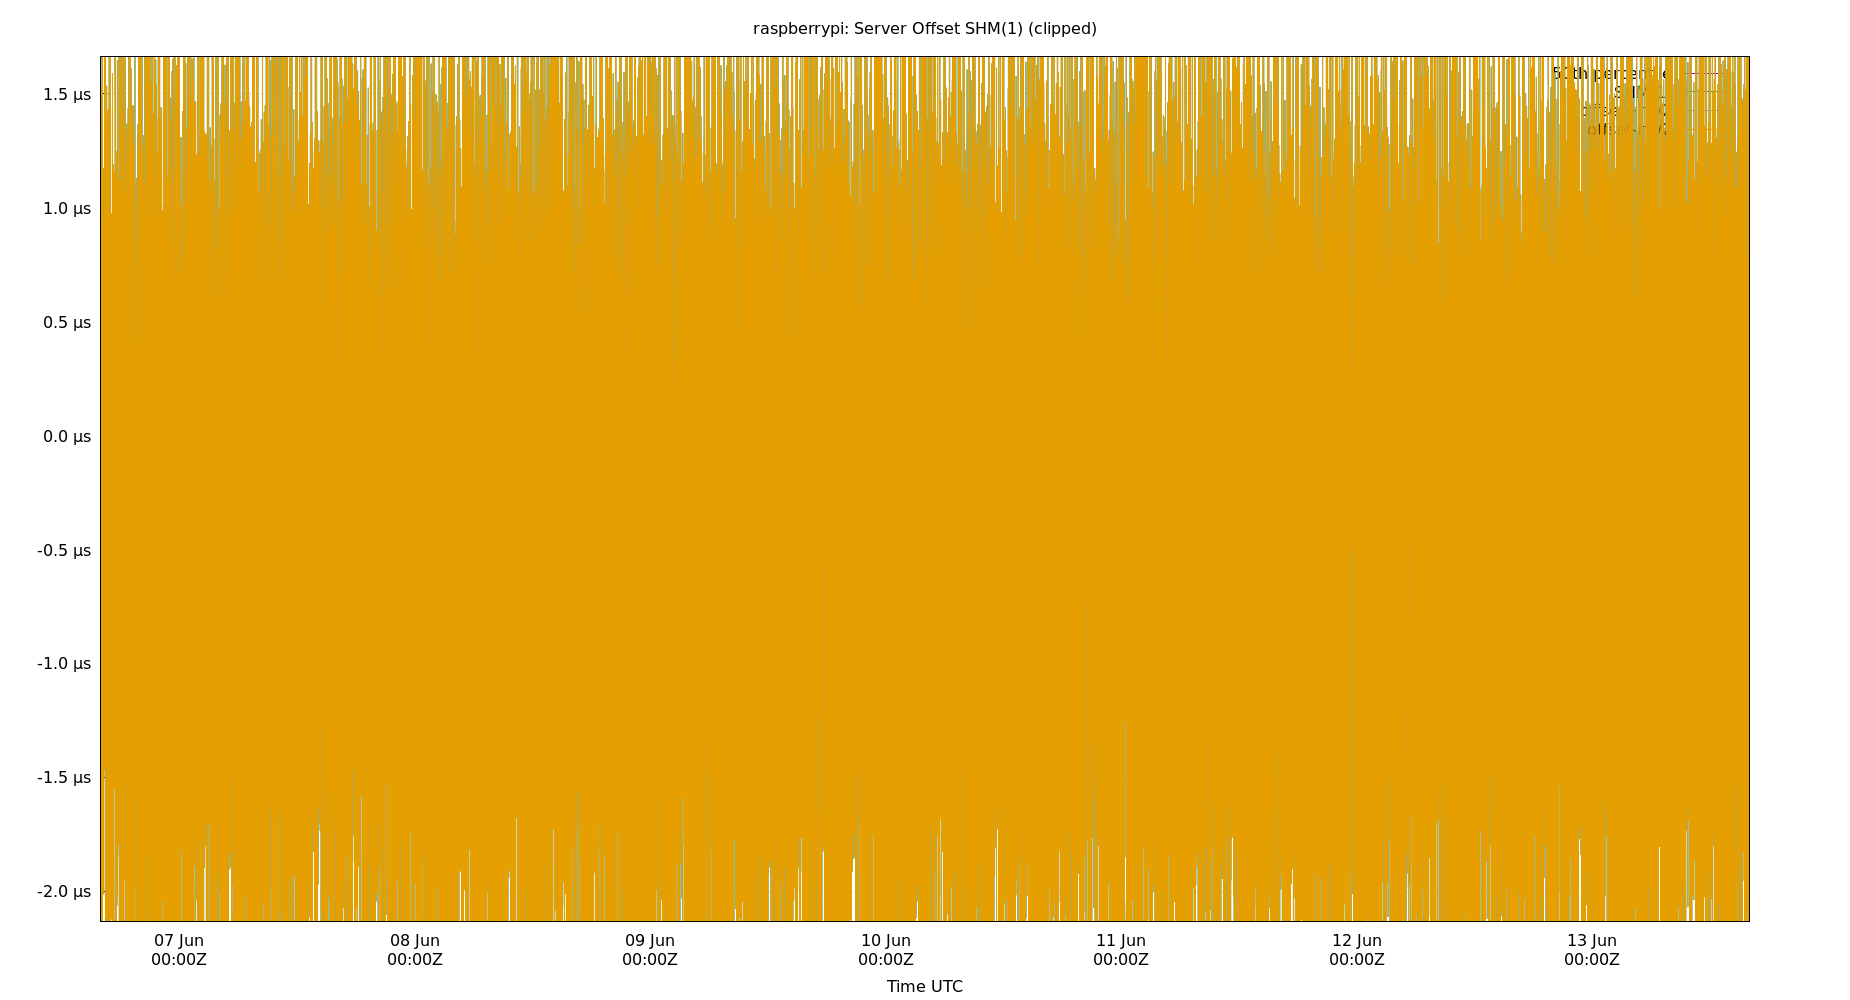 raspberrypi: Server Offset SHM(1) (clipped)
1.5 µs
1.0 µs
0.5 µs
0.0 µs
-0.5 µs
-1.0 µs
-1.5 µs
-2.0 µs
07 Jun 08 Jun 09 Jun 10 Jun 11 Jun 12 Jun 13 Jun
00:00Z 00:00Z 00:00Z 00:00Z 00:00Z 00:00Z 00:00Z
Time UTC